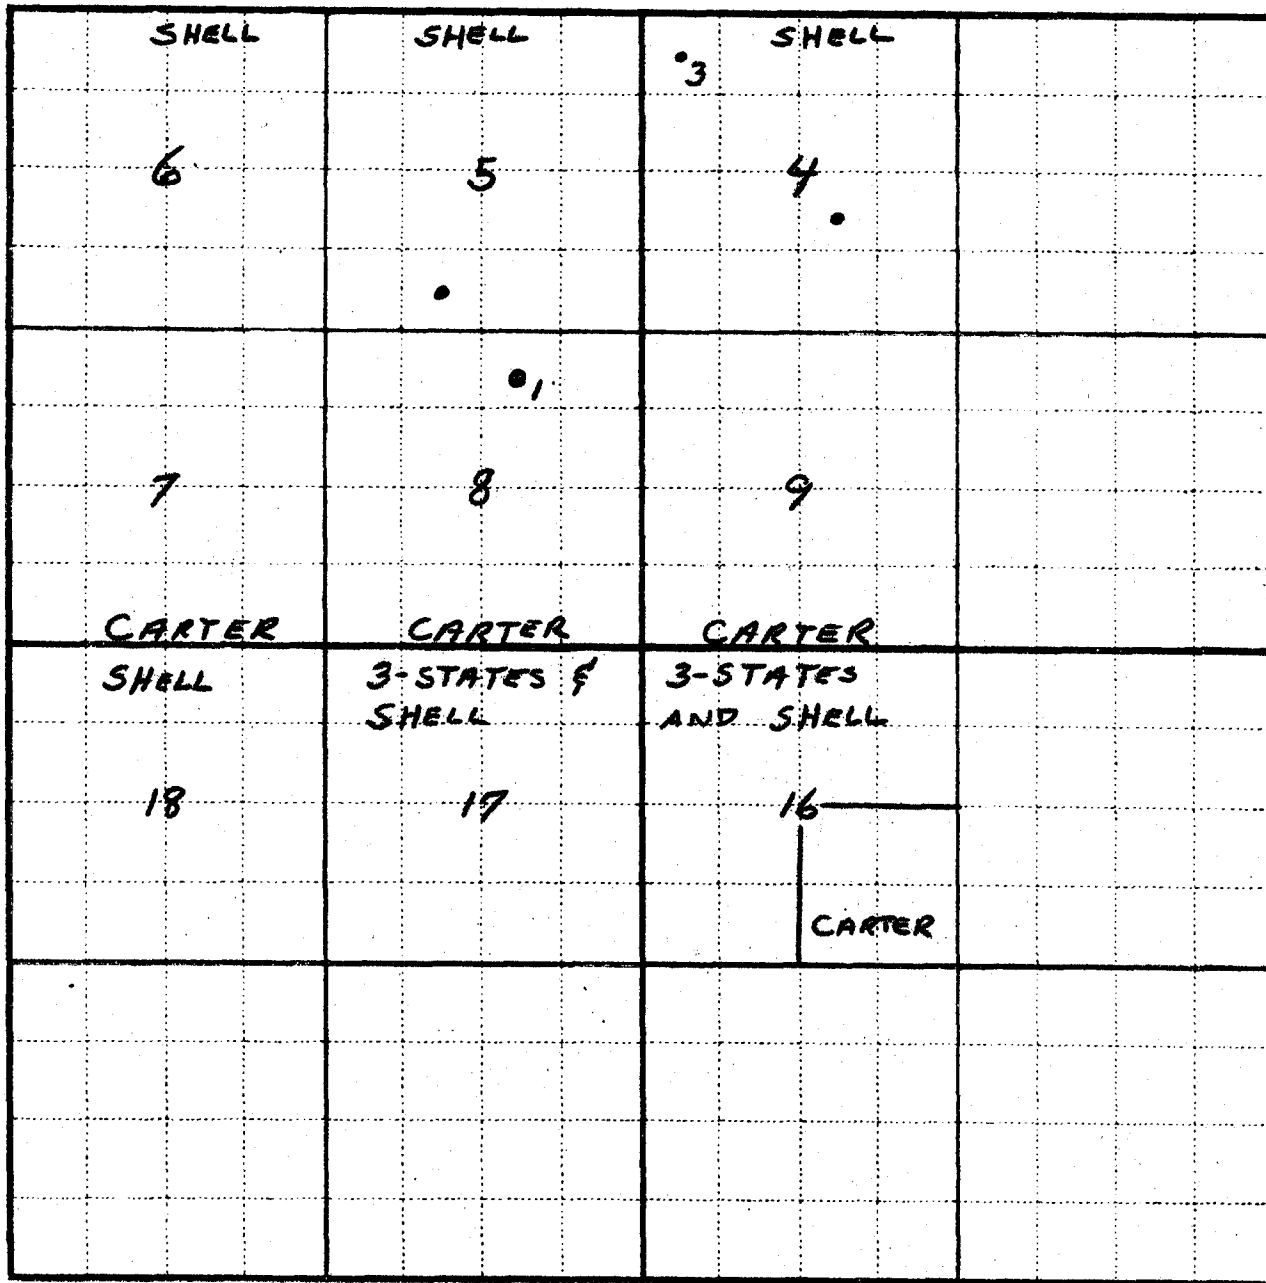 SHELL SHELL SHELL
3
6 5 4
1
7 8 9
CARTER CARTER CARTER
SHELL 3-STATES & 3-STATES
SHELL AND SHELL
18 17 16
CARTER